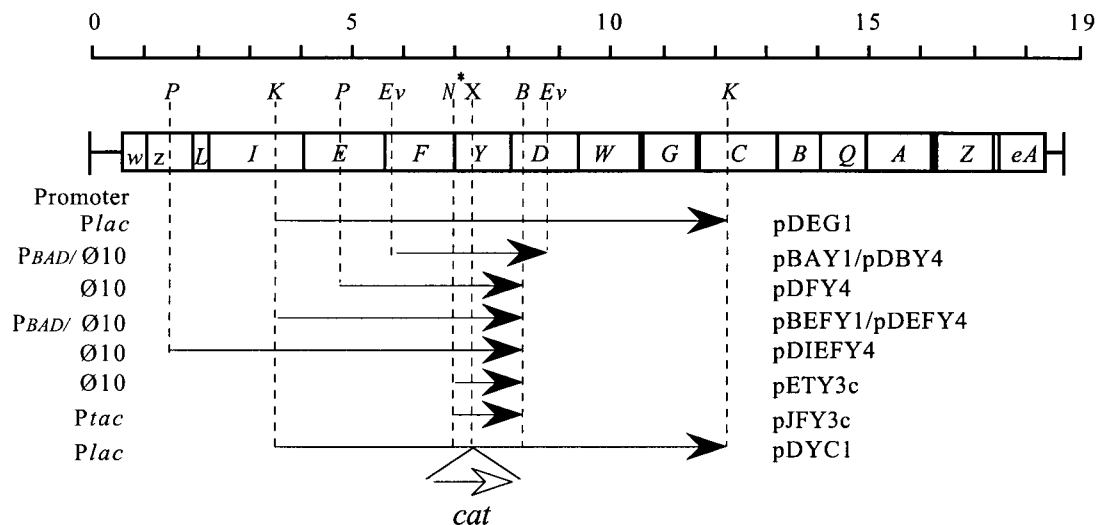 0 5 10 15 19
P K P Ev N* X B Ev K
w z L I E F Y D W G C B Q A Z eA
Promoter
Plac pDEG1
PBAD/ Ø10 pBAY1/pDBY4
Ø10 pDFY4
PBAD/ Ø10 pBEFY1/pDEFY4
Ø10 pDIEFY4
Ø10 pETY3c
Ptac pJFY3c
Plac pDYC1
cat